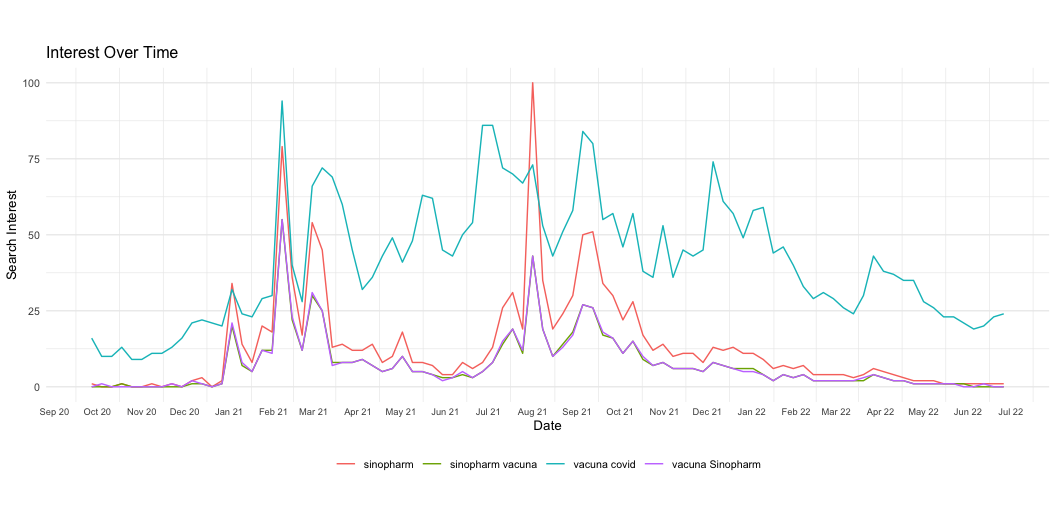 Interest Over Time
Search Interest
100
75
50
25
0
Sep 20 Oct 20 Nov 20 Dec 20 Jan 21 Feb 21 Mar 21 Apr 21 May 21 Jun 21 Jul 21 Aug 21 Sep 21 Oct 21 Nov 21 Dec 21 Jan 22 Feb 22 Mar 22 Apr 22 May 22 Jun 22 Jul 22
Date
sinopharm sinopharm vacuna vacuna covid vacuna Sinopharm